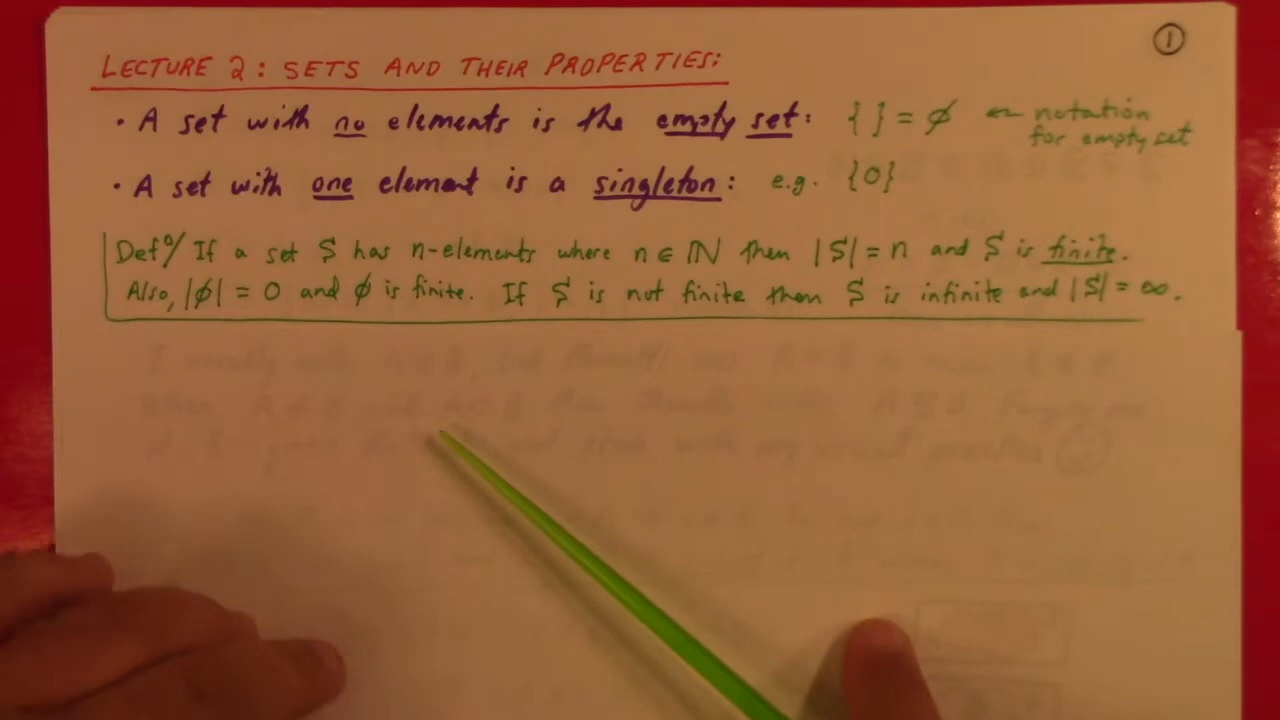 ①
LECTURE 2: SETS AND THEIR PROPERTIES:
• A set with no elements is the empty set: { } = ∅ ← notation for empty set
• A set with one element is a singleton: e.g. {0}
Def% If a set S has n-elements where n ∈ ℕ then |S| = n and S is finite.
Also, |∅| = 0 and ∅ is finite. If S is not finite then S is infinite and |S| = ∞.